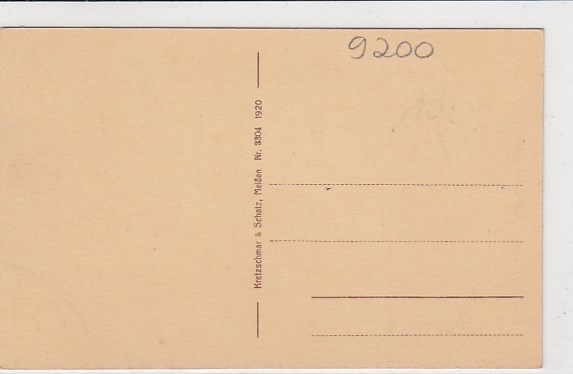 9200
Kretzschmar & Schatz, Meißen Nr. 3304 1920